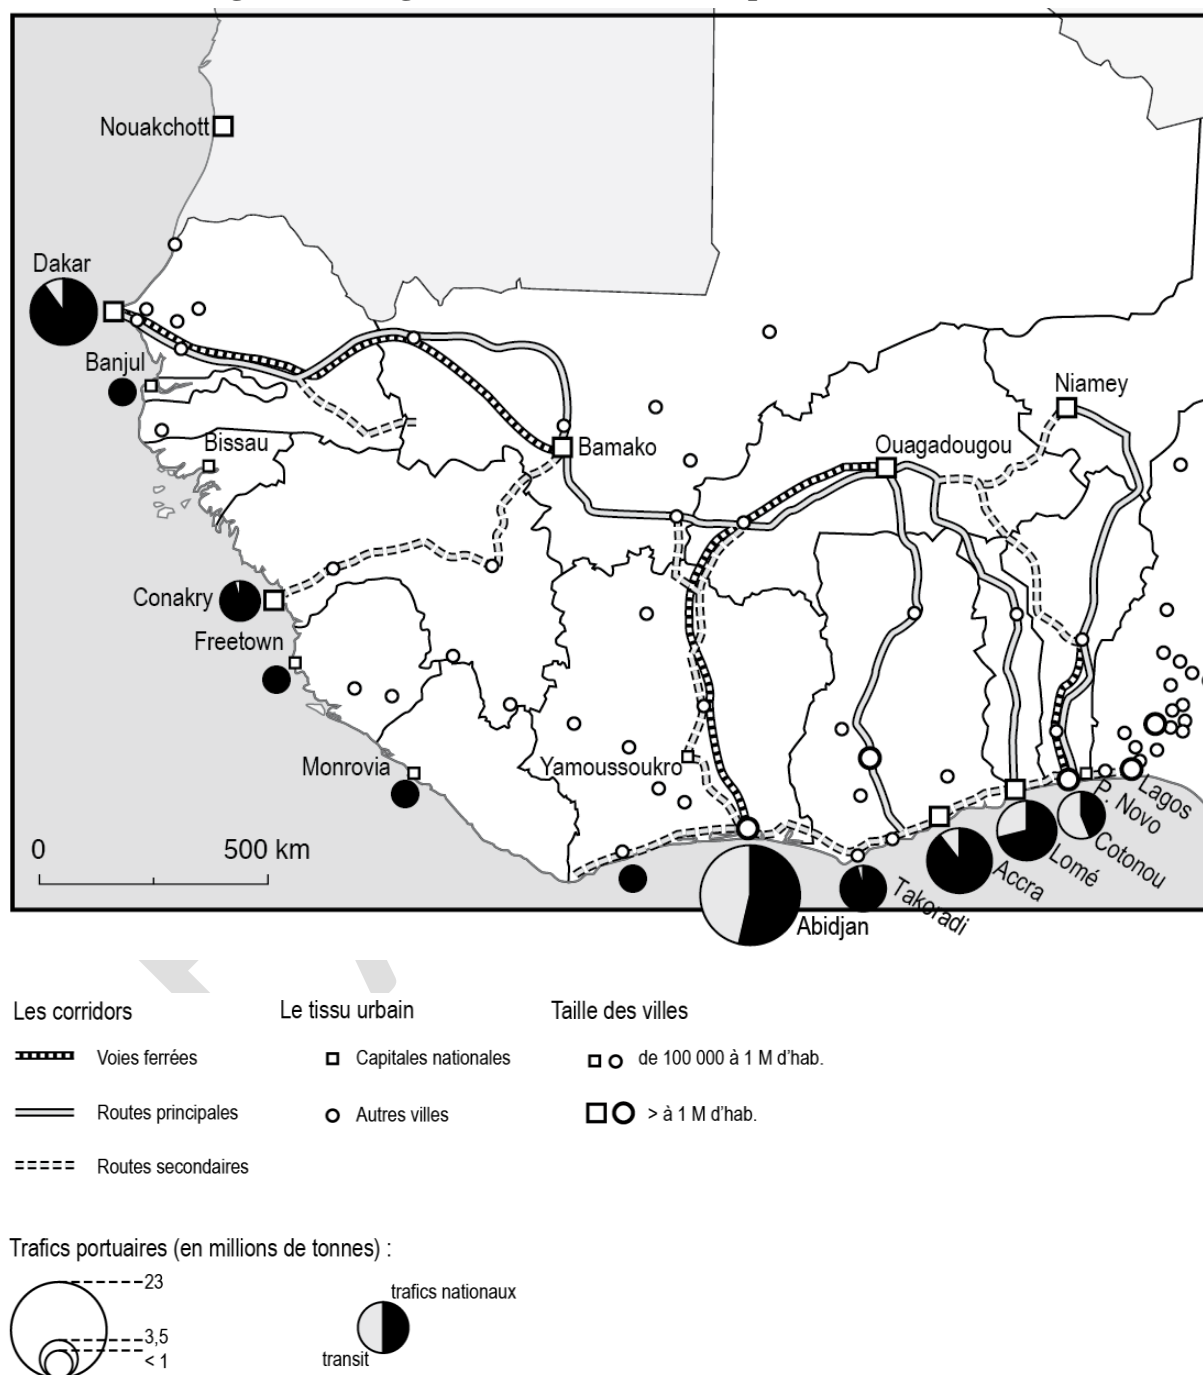 Nouakchott
Dakar
Banjul
Bissau
Bamako
Niamey
Ouagadougou
Conakry
Freetown
Monrovia
Yamoussoukro
Lagos
P. Novo
Cotonou
Lomé
Accra
Takoradi
Abidjan
0 500 km
Les corridors
Voies ferrées
Routes principales
Routes secondaires
Le tissu urbain
Capitales nationales
Autres villes
Taille des villes
de 100 000 à 1 M d'hab.
> à 1 M d'hab.
Trafics portuaires (en millions de tonnes) :
23
3,5
< 1
trafics nationaux
transit